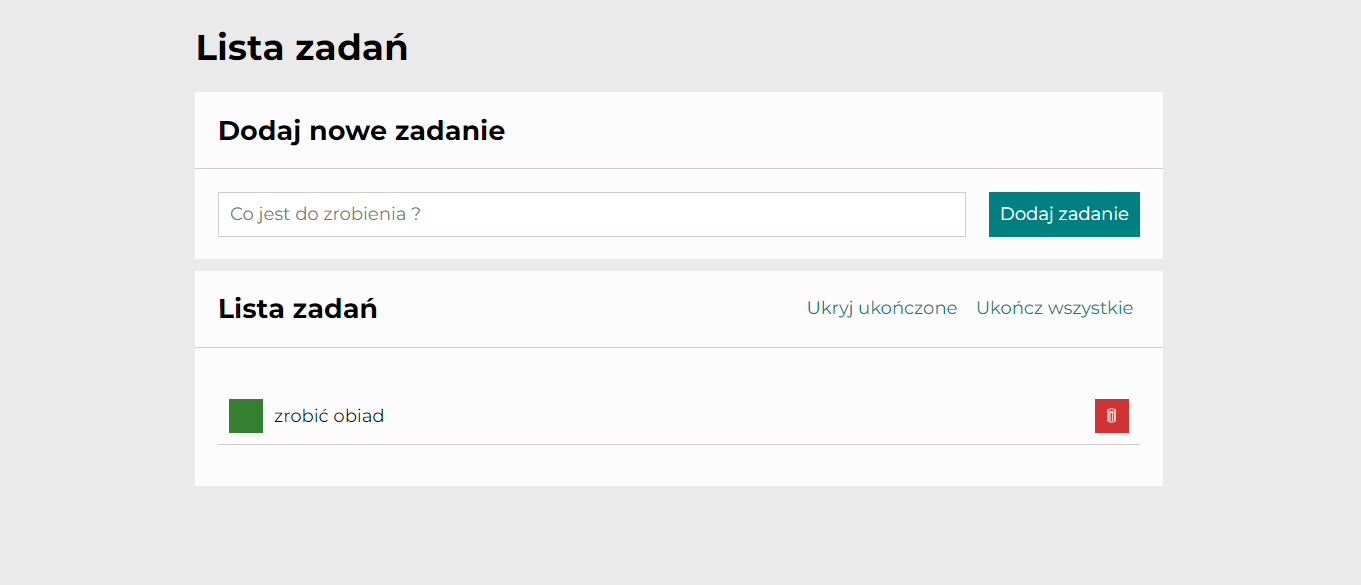 Lista zadań
Dodaj nowe zadanie
Co jest do zrobienia ?
Dodaj zadanie
Lista zadań
Ukryj ukończone
Ukończ wszystkie
zrobić obiad